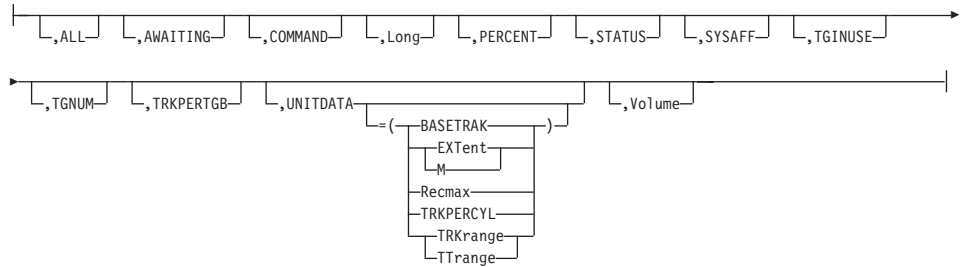 ,ALL ,AWAITING ,COMMAND ,Long ,PERCENT ,STATUS ,SYSAFF ,TGINUSE
,TGNUM ,TRKPERTGB ,UNITDATA ,Volume
=( BASETRAK )
EXTent
M
Recmax
TRKPERCYL
TRKrange
TTrange